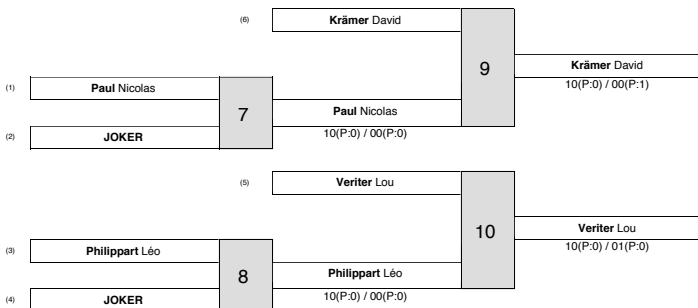 (6) Krämer David
9
Krämer David
10(P:0) / 00(P:1)
(1) Paul Nicolas
7
Paul Nicolas
10(P:0) / 00(P:0)
(2) JOKER
(5) Veriter Lou
10
Veriter Lou
10(P:0) / 01(P:0)
(3) Philippart Léo
8
Philippart Léo
10(P:0) / 00(P:0)
(4) JOKER